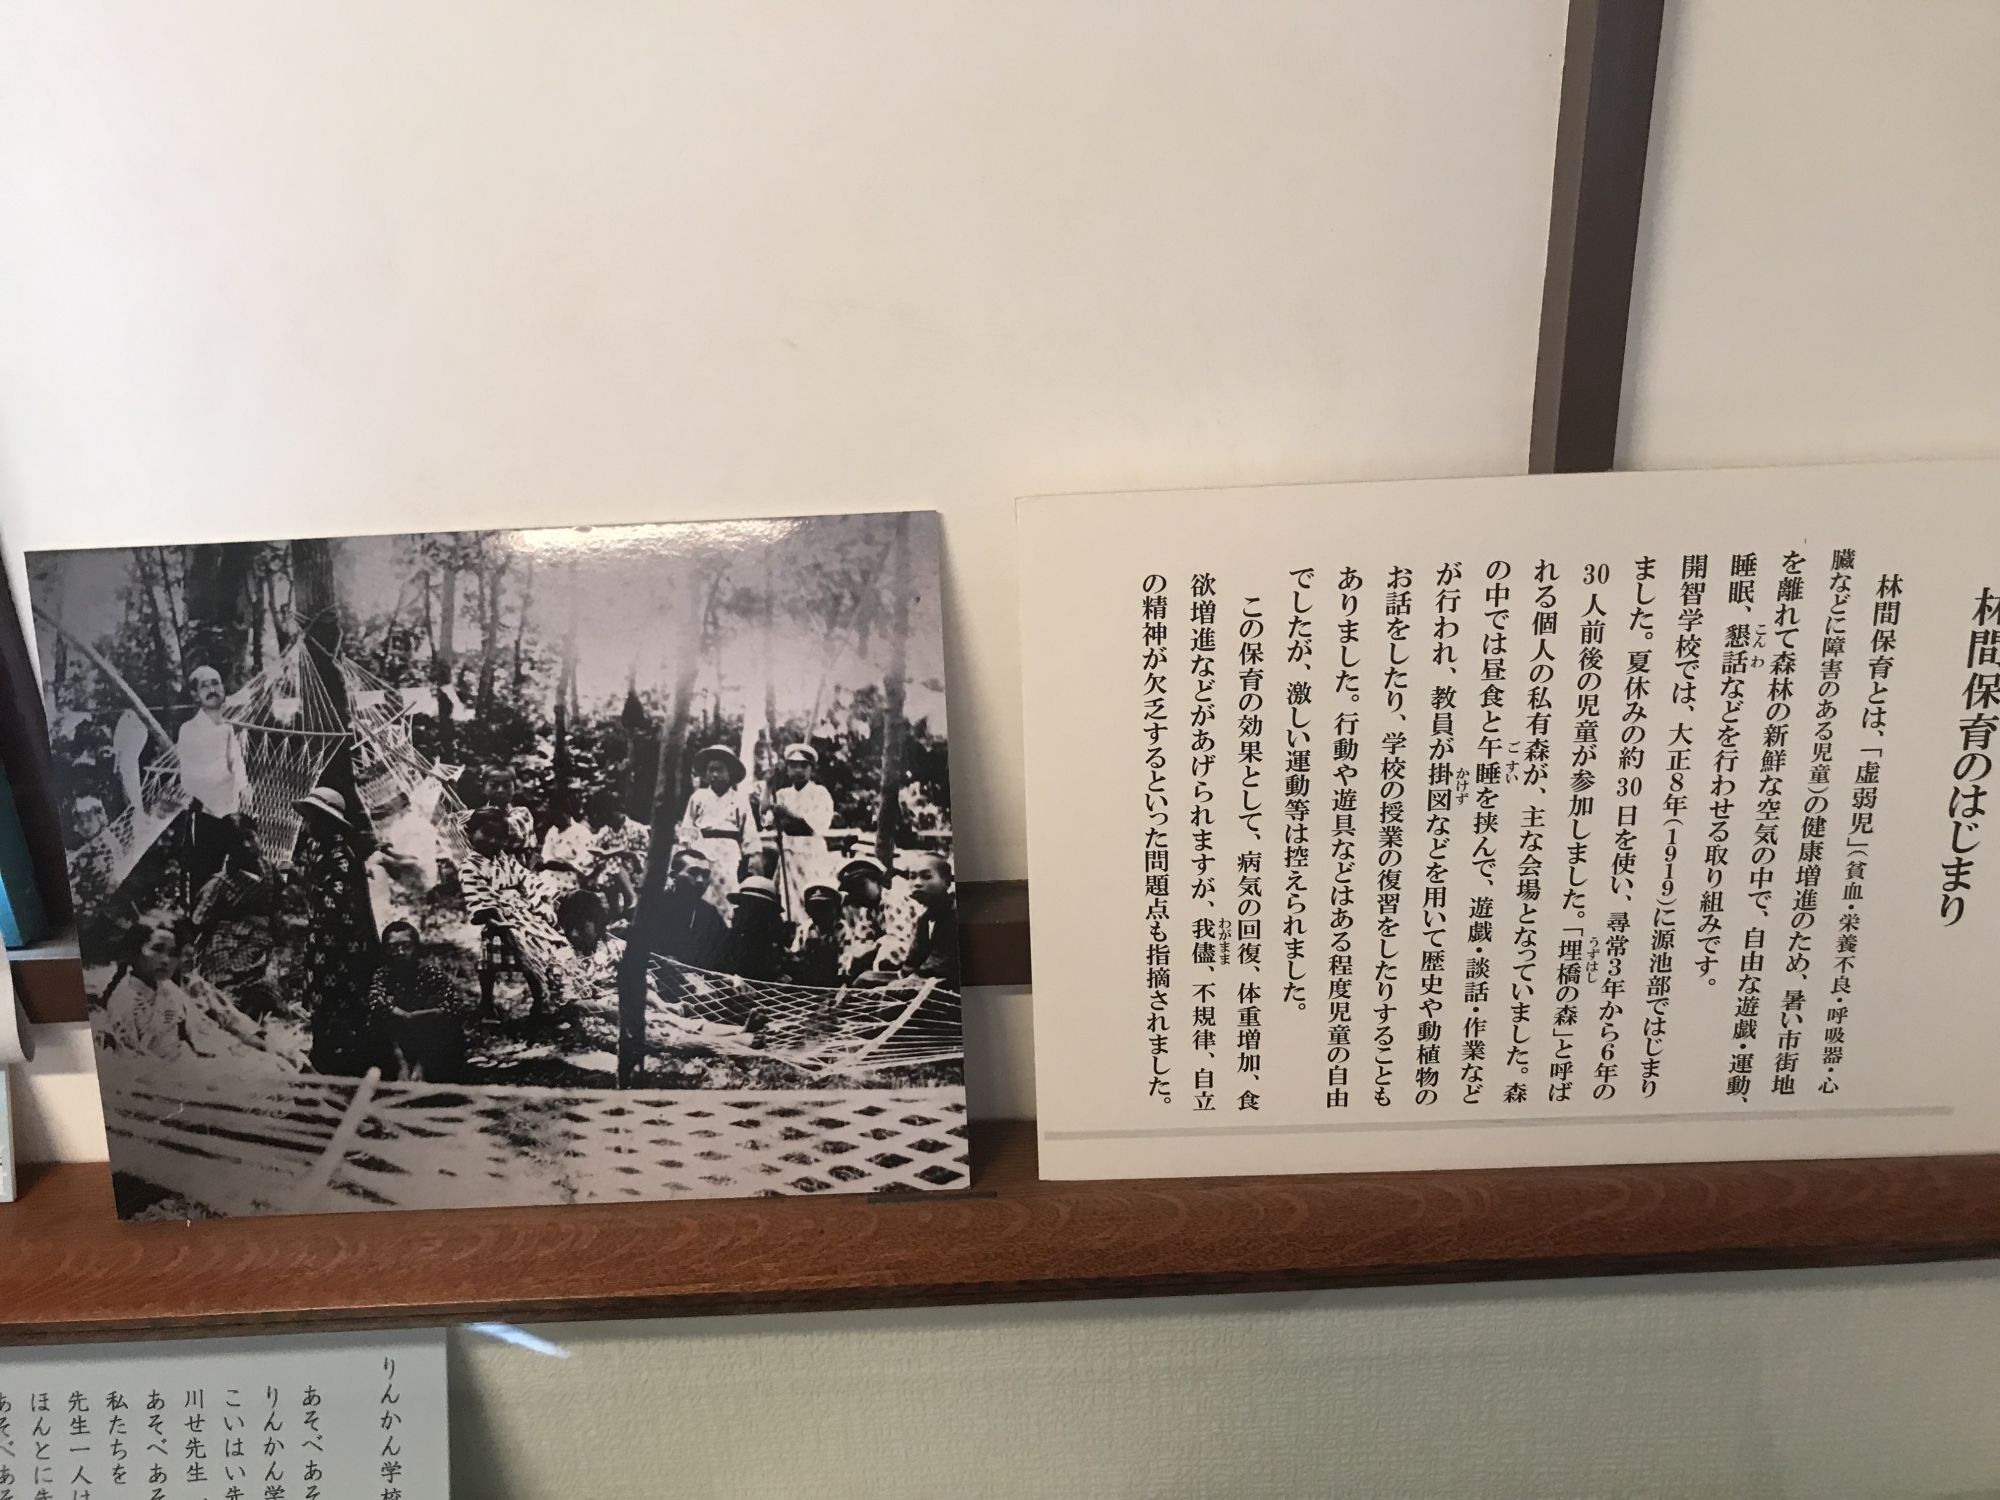 林間保育のはじまり
林間保育とは、「虚弱児」（貧血・栄養不良・呼吸器・心
臓などに障害のある児童）の健康増進のため、暑い市街地
を離れて森林の新鮮な空気の中で、自由な遊戯・運動、
睡眠、懇話などを行わせる取り組みです。
開智学校では、大正8年（1919）に源池部ではじまり
ました。夏休みの約30日を使い、尋常3年から6年の
30人前後の児童が参加しました。「埋橋の森」と呼ば
れる個人の私有森が、主な会場となっていました。森
の中では昼食と午睡を挟んで、遊戯・談話・作業など
が行われ、教員が掛図などを用いて歴史や動植物の
お話をしたり、学校の授業の復習をしたりすることも
ありました。行動や遊具などはある程度児童の自由
でしたが、激しい運動等は控えられました。
この保育の効果として、病気の回復、体重増加、食
欲増進などがあげられますが、我儘、不規律、自立
の精神が欠乏するといった問題点も指摘されました。
りんかん学校
あそべあそ
りんかん学
こいはい先
川せ先生
あそべあそ
私たちを
先生一人は
ほんとに先
あそべあそ